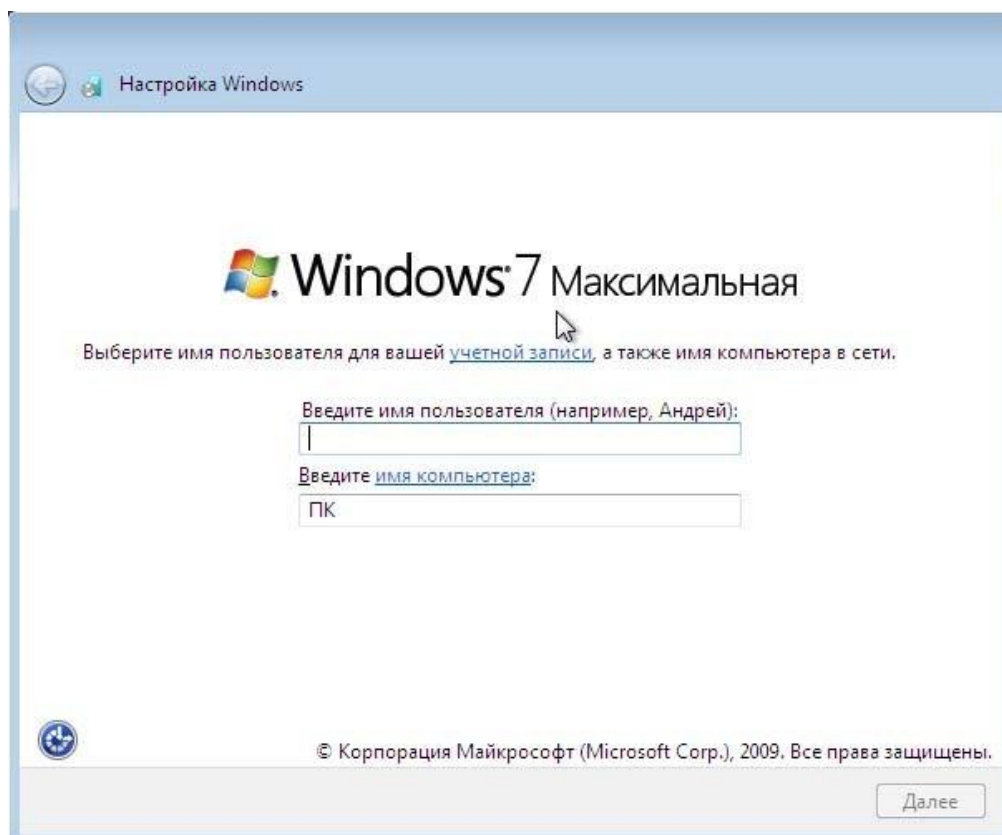 Настройка Windows
Windows 7 Максимальная
Выберите имя пользователя для вашей учетной записи, а также имя компьютера в сети.
Введите имя пользователя (например, Андрей):
Введите имя компьютера:
ПК
© Корпорация Майкрософт (Microsoft Corp.), 2009. Все права защищены.
Далее